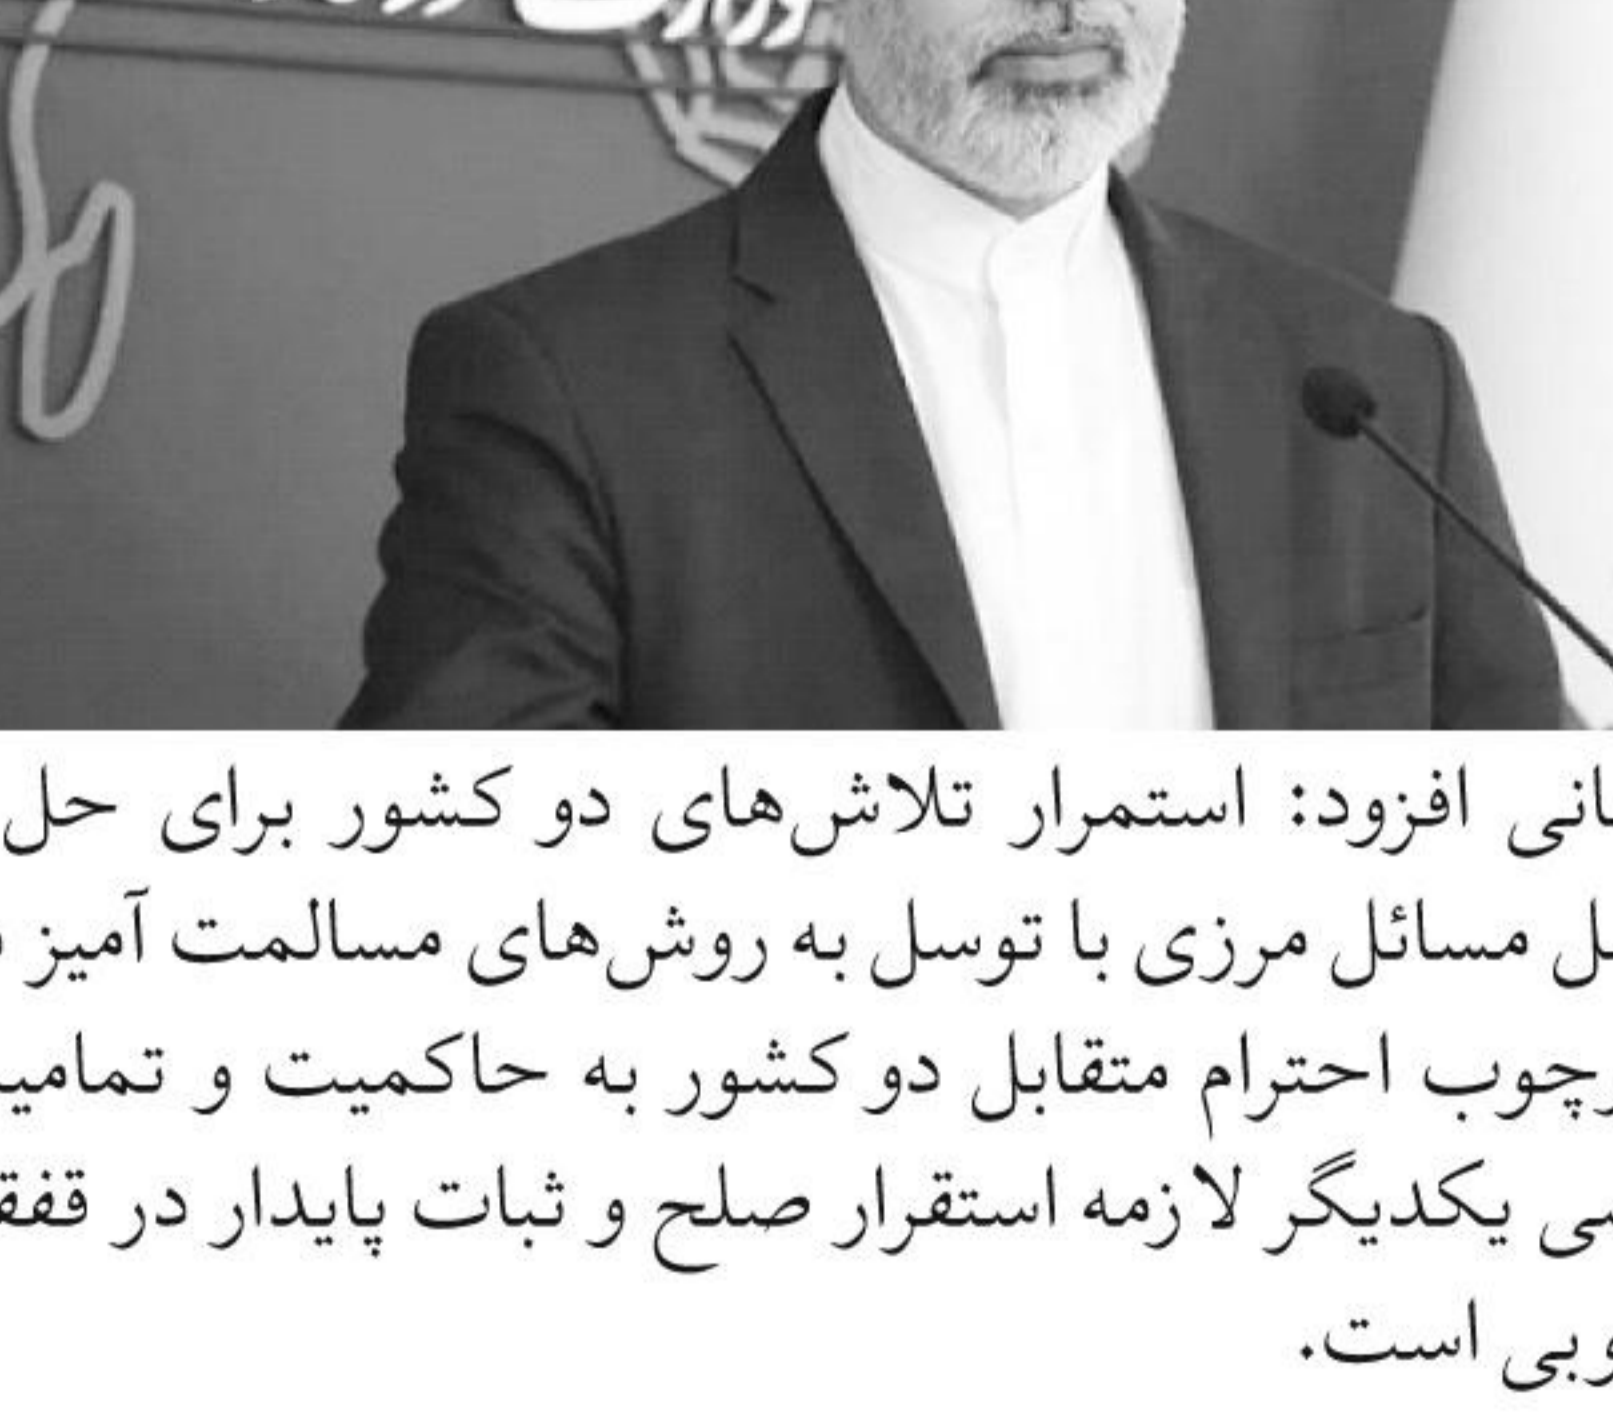 افزود: استمرار تلاش‌های دو کشور برای حل
مسائل مرزی با توسل به روش‌های مسالمت آمیز
احترام متقابل دو کشور به حاکمیت و
یکدیگر لازمه استقرار صلح و ثبات پایدار در
است.